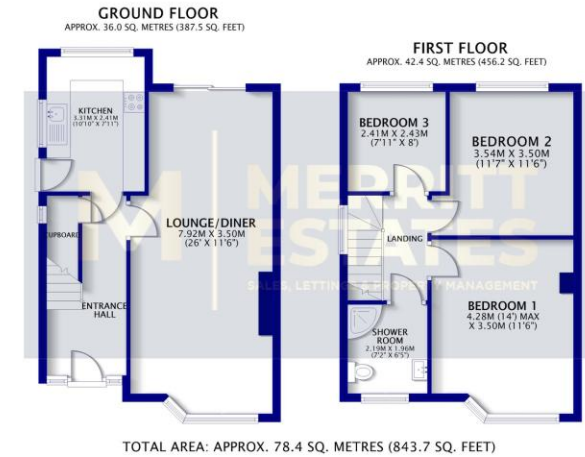 GROUND FLOOR
APPROX. 36.0 SQ. METRES (387.5 SQ. FEET)
KITCHEN
3.31M X 2.41M
(10'10" X 7'11")
LOUNGE/DINER
7.92M X 3.50M
(26' X 11'6")
CUPBOARD
ENTRANCE
HALL
FIRST FLOOR
APPROX. 42.4 SQ. METRES (456.2 SQ. FEET)
BEDROOM 3
2.41M X 2.43M
(7'11" X 8')
BEDROOM 2
3.54M X 3.50M
(11'7" X 11'6")
LANDING
BEDROOM 1
4.28M (14') MAX
X 3.50M (11'6")
SHOWER
ROOM
2.19M X 1.96M
(7'2" X 6'5")
M
MERRITT
ESTATES
SALES, LETTINGS & PROPERTY MANAGEMENT
TOTAL AREA: APPROX. 78.4 SQ. METRES (843.7 SQ. FEET)